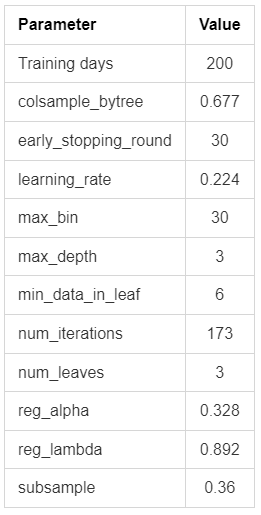 Parameter Value
Training days 200
colsample_bytree 0.677
early_stopping_round 30
learning_rate 0.224
max_bin 30
max_depth 3
min_data_in_leaf 6
num_iterations 173
num_leaves 3
reg_alpha 0.328
reg_lambda 0.892
subsample 0.36